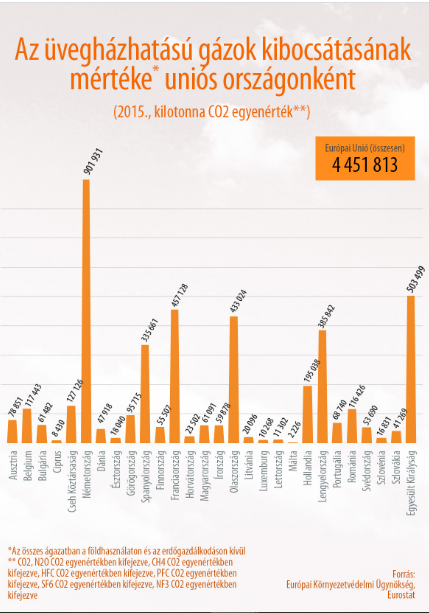 Az üvegházhatású gázok kibocsátásának
mértéke* uniós országonként
(2015., kilotonna CO2 egyenérték**)
Európai Unió (összesen)
4 451 813
78 851
117 443
61 482
8 430
127 126
901 931
47 918
18 040
95 715
335 661
55 502
457 128
23 502
61 091
59 878
433 024
20 096
10 268
11 302
2 226
195 038
385 842
68 740
116 426
53 690
16 831
41 269
503 499
Ausztria
Belgium
Bulgária
Ciprus
Cseh Köztársaság
Németország
Dánia
Észtország
Görögország
Spanyolország
Finnország
Franciaország
Horvátország
Magyarország
Írország
Olaszország
Litvánia
Luxemburg
Lettország
Málta
Hollandia
Lengyelország
Portugália
Románia
Svédország
Szlovénia
Szlovákia
Egyesült Királyság
*Az összes ágazatban a földhasználaton és az erdőgazdálkodáson kívül
** CO2, N2O CO2 egyenértékben kifejezve, CH4 CO2 egyenértékben
kifejezve, HFC CO2 egyenértékben kifejezve, PFC CO2 egyenértékben
kifejezve, SF6 CO2 egyenértékben kifejezve, NF3 CO2 egyenértékben
kifejezve
Forrás:
Európai Környezetvédelmi Ügynökség,
Eurostat